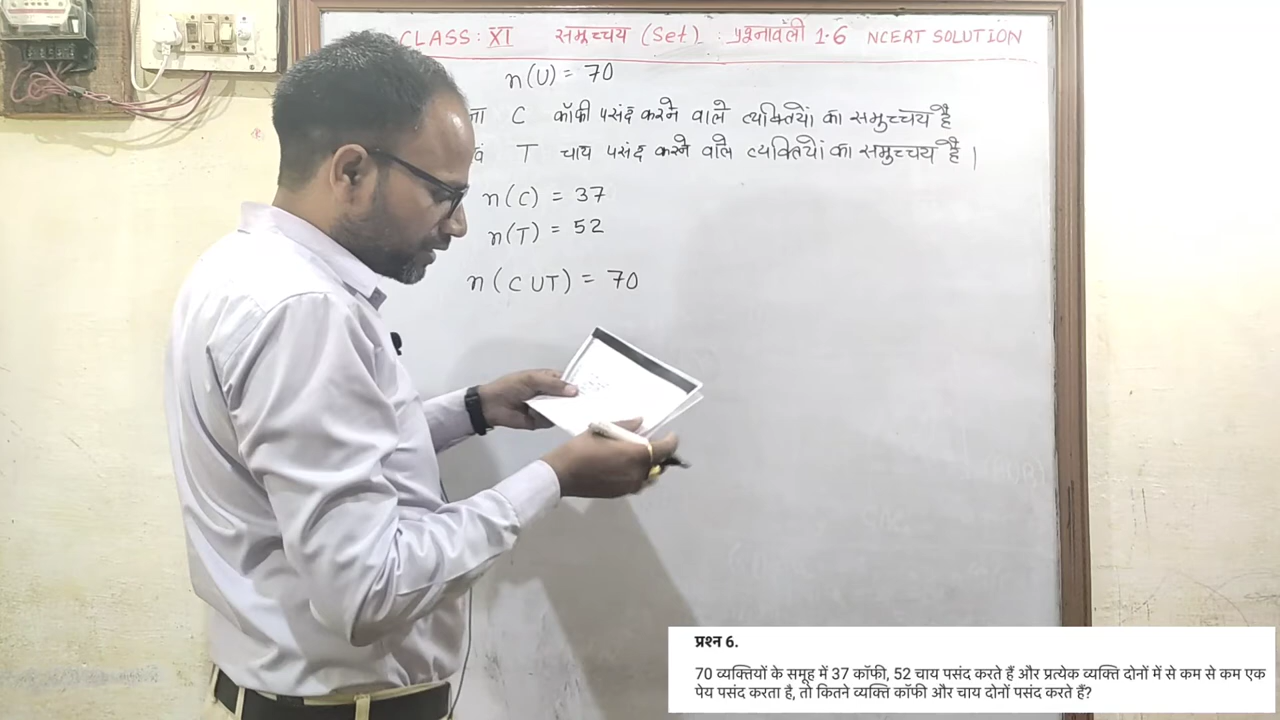 CLASS: XI समुच्चय (Set) : प्रश्नावली 1.6 NCERT SOLUTION
n(U) = 70
C कॉफी पसंद करने वाले व्यक्तियों का समुच्चय है
T चाय पसंद करने वाले व्यक्तियों का समुच्चय है |
n(C) = 37
n(T) = 52
n(C∪T) = 70
प्रश्न 6.
70 व्यक्तियों के समूह में 37 कॉफी, 52 चाय पसंद करते हैं और प्रत्येक व्यक्ति दोनों में से कम से कम एक
पेय पसंद करता है, तो कितने व्यक्ति कॉफी और चाय दोनों पसंद करते हैं?